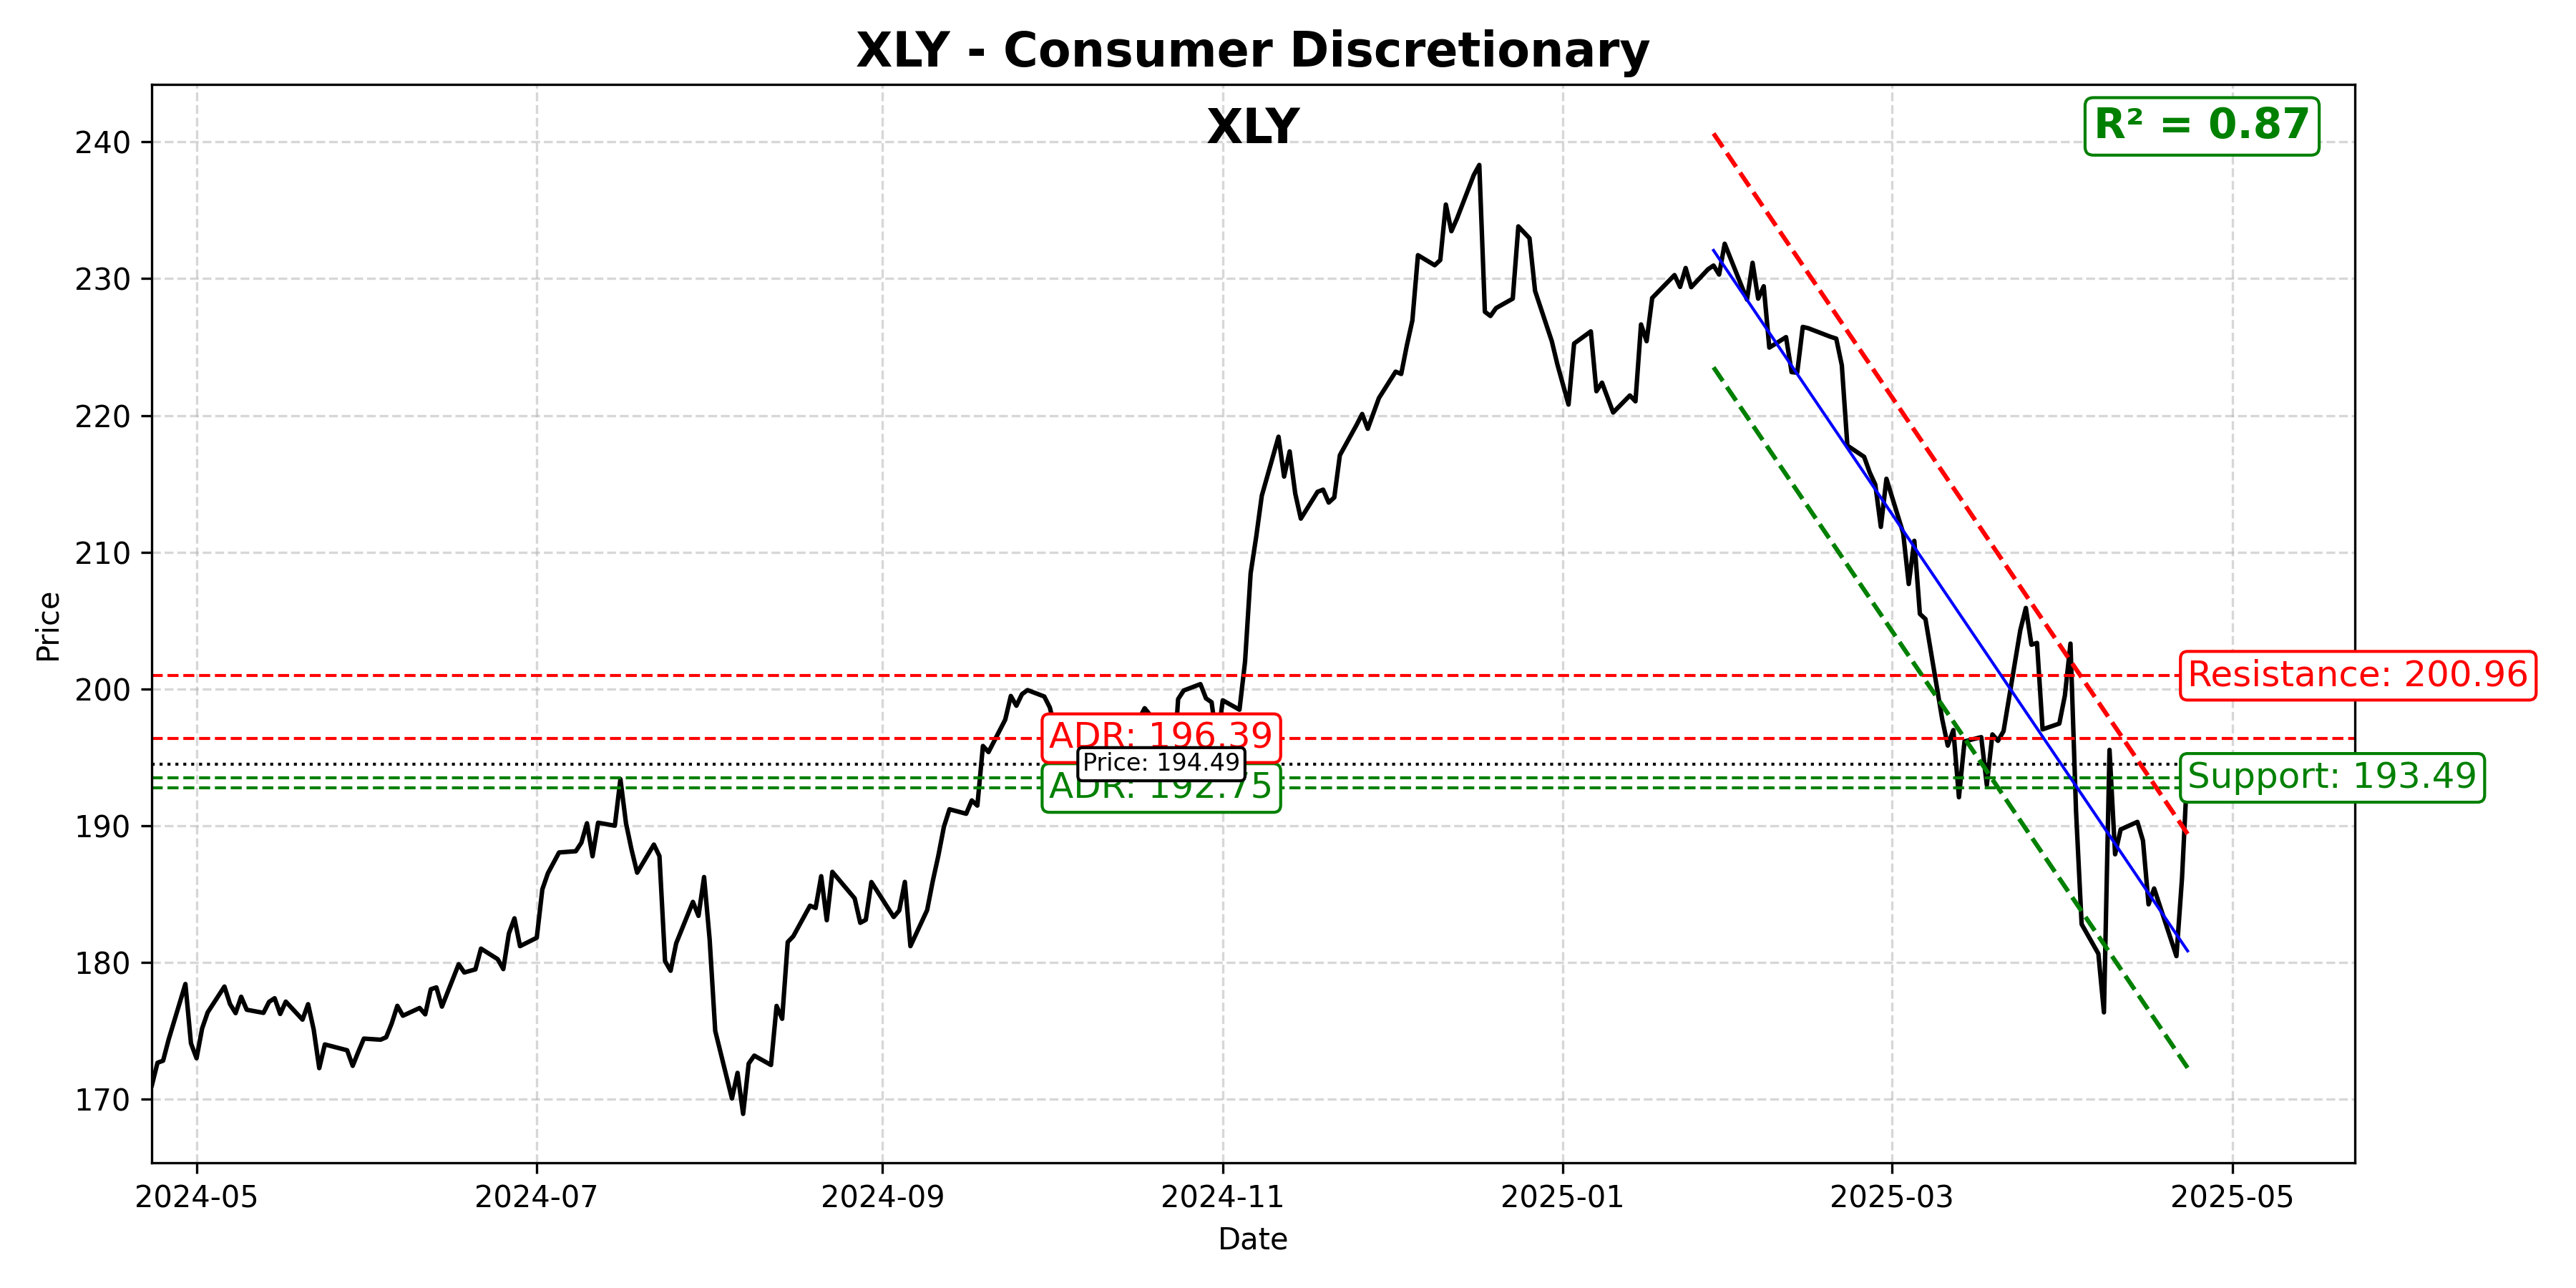 XLY - Consumer Discretionary
XLY
R² = 0.87
240
230
220
210
200
190
180
170
Price
Resistance: 200.96
ADR: 196.39
Price: 194.49
ADR: 192.75
Support: 193.49
2024-05
2024-07
2024-09
2024-11
2025-01
2025-03
2025-05
Date